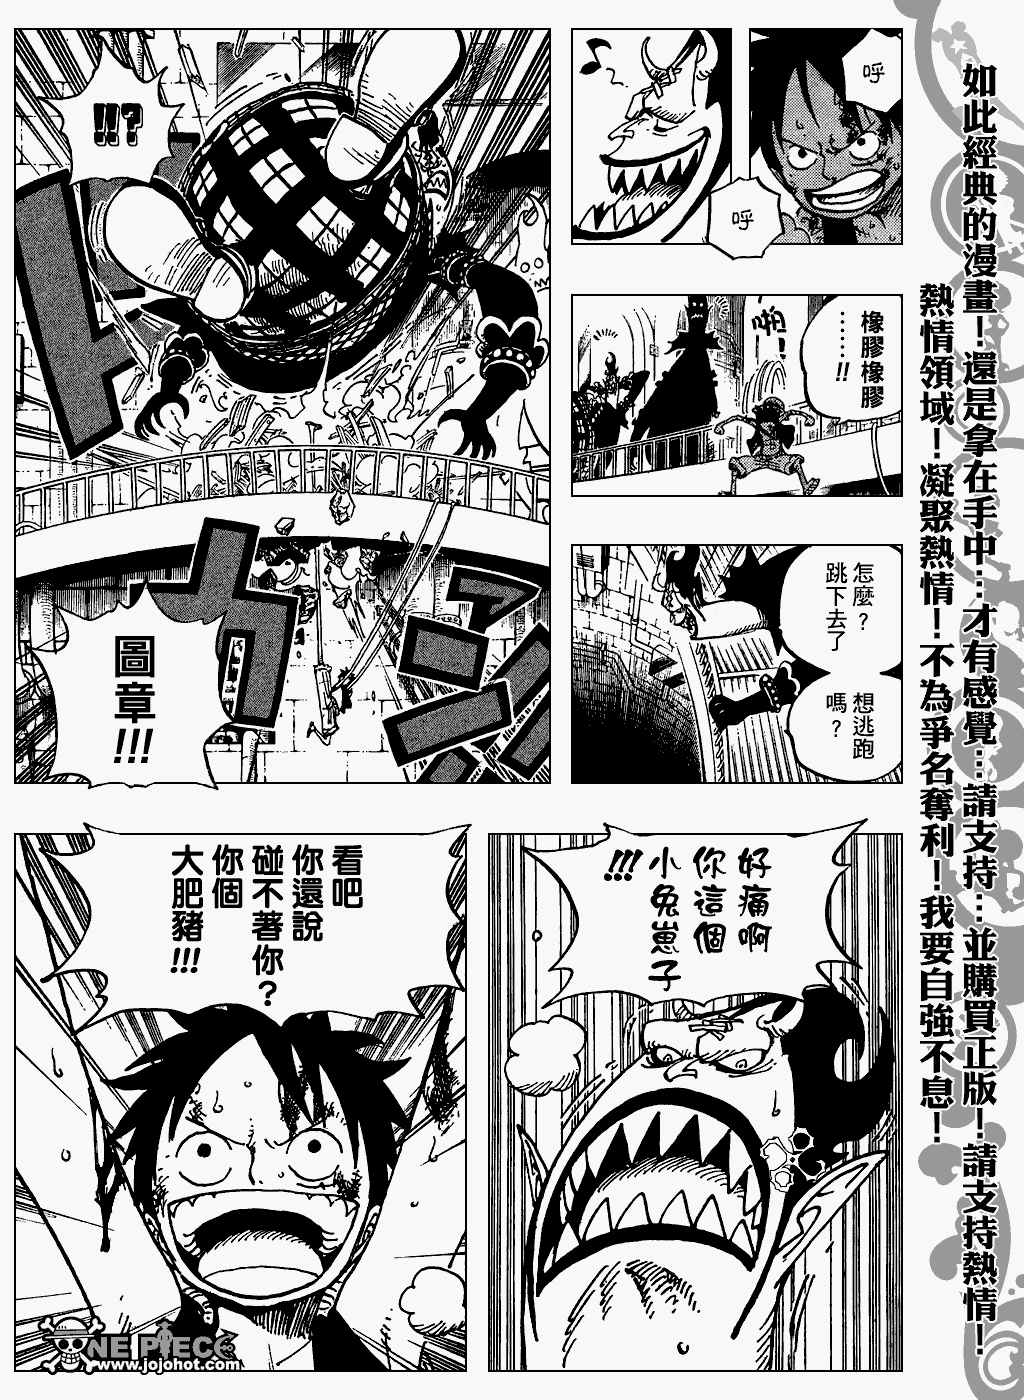 如此經典的漫畫！還是拿在手中…才有感覺…請支持…並購買正版！請支持熱情！
熱情領域！凝聚熱情！不為爭名奪利！我要自強不息！
呼
呼
橡膠橡膠
……!!
啪!
怎麼？
跳下去了
想逃跑
嗎？
!!?
ドカァン
圖章
!!!
好痛啊
你這個
小兔崽子
!!!
看吧
你還說
碰不著你？
你個
大肥豬!!!
ONE PIECE
www.jojohot.com